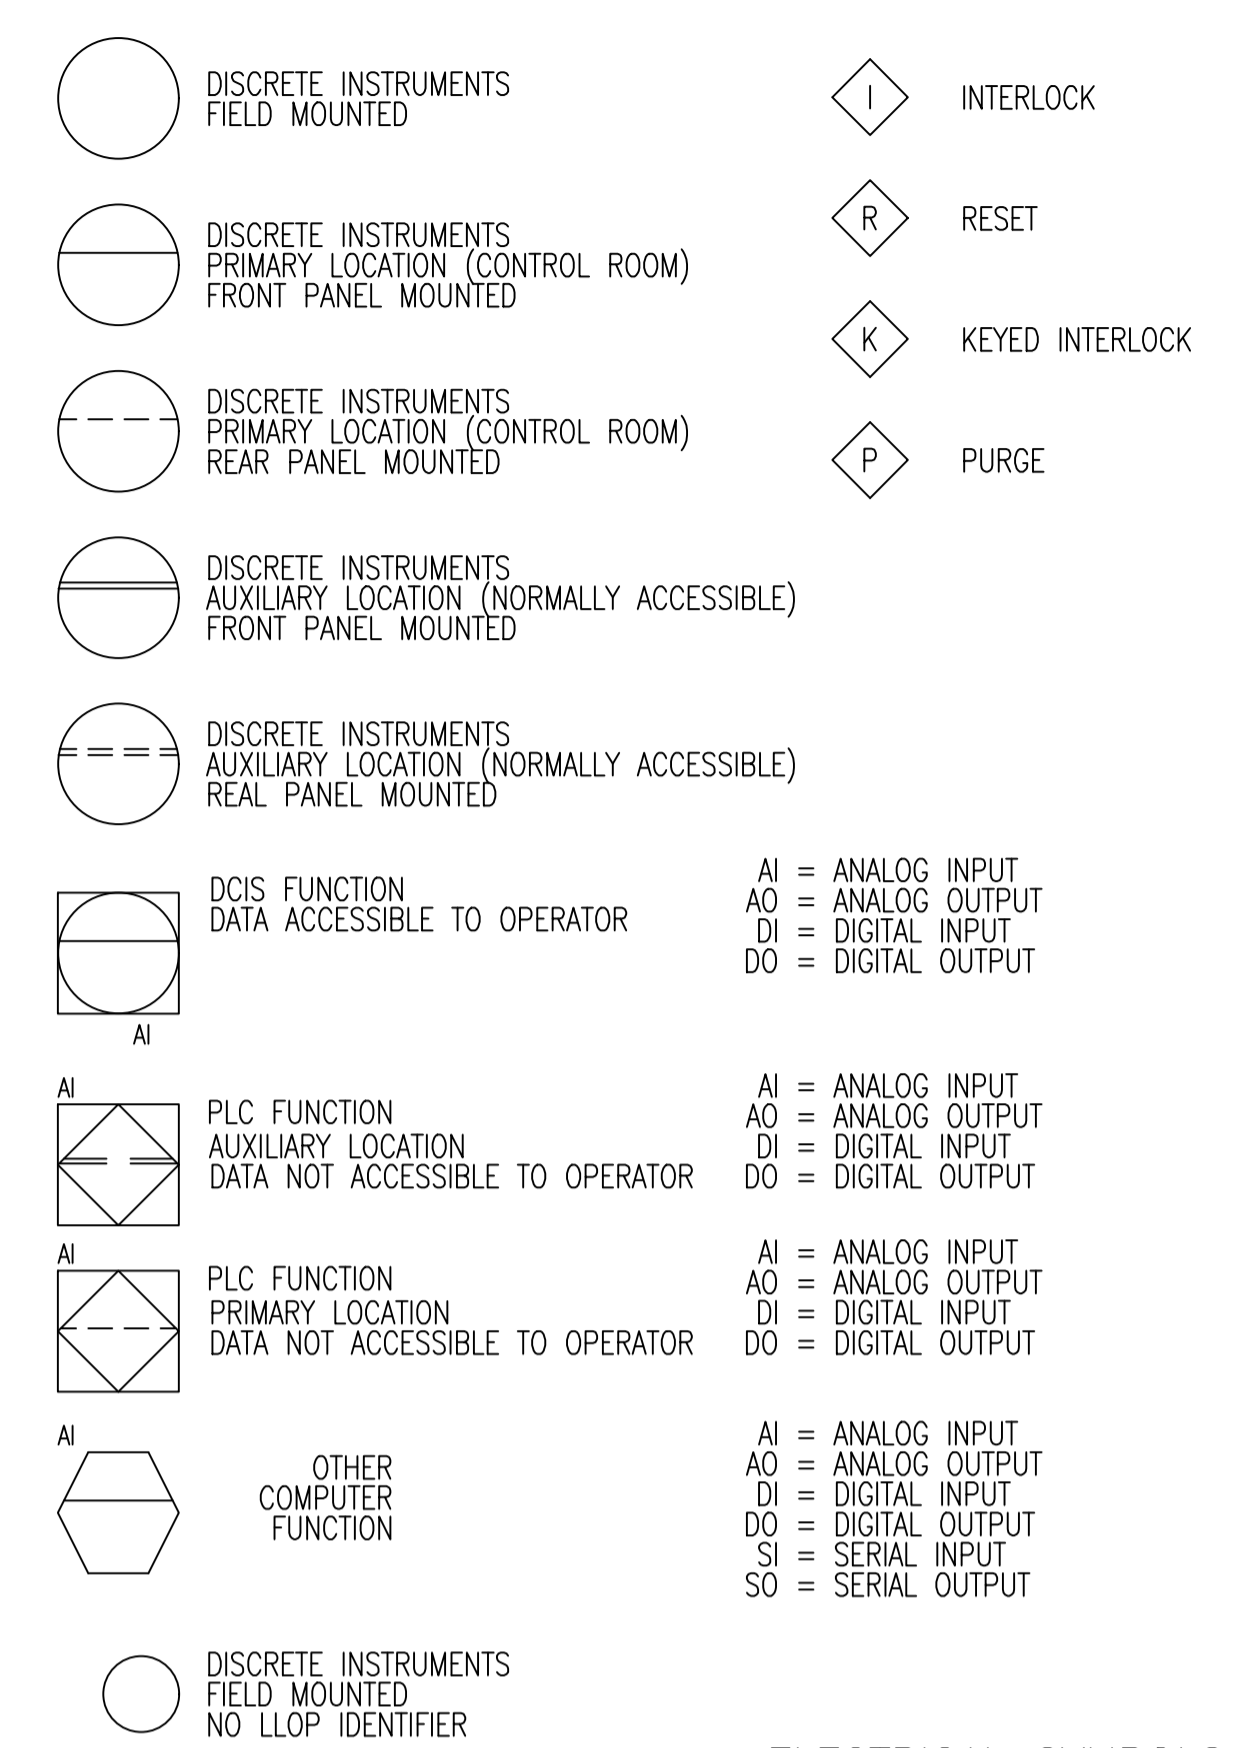 DISCRETE INSTRUMENTS
FIELD MOUNTED
DISCRETE INSTRUMENTS
PRIMARY LOCATION (CONTROL ROOM)
FRONT PANEL MOUNTED
DISCRETE INSTRUMENTS
PRIMARY LOCATION (CONTROL ROOM)
REAR PANEL MOUNTED
DISCRETE INSTRUMENTS
AUXILIARY LOCATION (NORMALLY ACCESSIBLE)
FRONT PANEL MOUNTED
DISCRETE INSTRUMENTS
AUXILIARY LOCATION (NORMALLY ACCESSIBLE)
REAL PANEL MOUNTED
I INTERLOCK
R RESET
K KEYED INTERLOCK
P PURGE
DCIS FUNCTION
DATA ACCESSIBLE TO OPERATOR
AI
AI = ANALOG INPUT
AO = ANALOG OUTPUT
DI = DIGITAL INPUT
DO = DIGITAL OUTPUT
AI
PLC FUNCTION
AUXILIARY LOCATION
DATA NOT ACCESSIBLE TO OPERATOR
AI = ANALOG INPUT
AO = ANALOG OUTPUT
DI = DIGITAL INPUT
DO = DIGITAL OUTPUT
AI
PLC FUNCTION
PRIMARY LOCATION
DATA NOT ACCESSIBLE TO OPERATOR
AI = ANALOG INPUT
AO = ANALOG OUTPUT
DI = DIGITAL INPUT
DO = DIGITAL OUTPUT
AI
OTHER
COMPUTER
FUNCTION
AI = ANALOG INPUT
AO = ANALOG OUTPUT
DI = DIGITAL INPUT
DO = DIGITAL OUTPUT
SI = SERIAL INPUT
SO = SERIAL OUTPUT
DISCRETE INSTRUMENTS
FIELD MOUNTED
NO LLOP IDENTIFIER